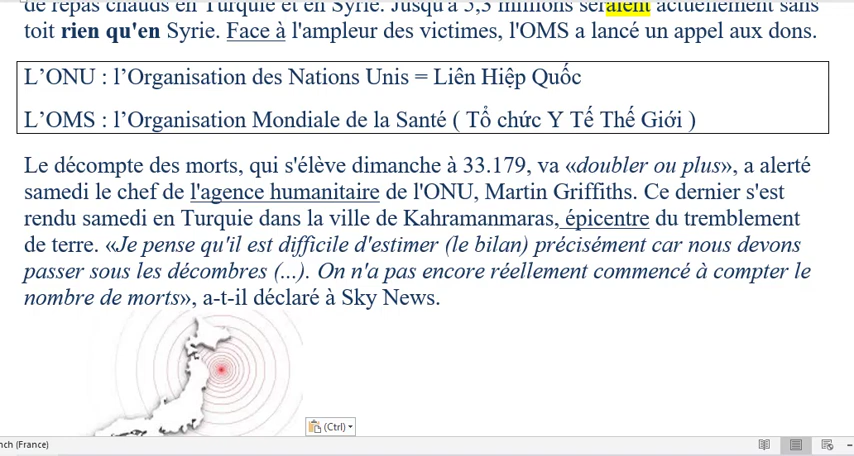 de repas chauds en Turquie et en Syrie. Jusqu'à 5,3 millions seraient actuellement sans
toit rien qu'en Syrie. Face à l'ampleur des victimes, l'OMS a lancé un appel aux dons.
L’ONU : l’Organisation des Nations Unis = Liên Hiệp Quốc
L’OMS : l’Organisation Mondiale de la Santé ( Tổ chức Y Tế Thế Giới )
Le décompte des morts, qui s'élève dimanche à 33.179, va «doubler ou plus», a alerté
samedi le chef de l'agence humanitaire de l'ONU, Martin Griffiths. Ce dernier s'est
rendu samedi en Turquie dans la ville de Kahramanmaras, épicentre du tremblement
de terre. «Je pense qu'il est difficile d'estimer (le bilan) précisément car nous devons
passer sous les décombres (...). On n'a pas encore réellement commencé à compter le
nombre de morts», a-t-il déclaré à Sky News.
(Ctrl)
nch (France)